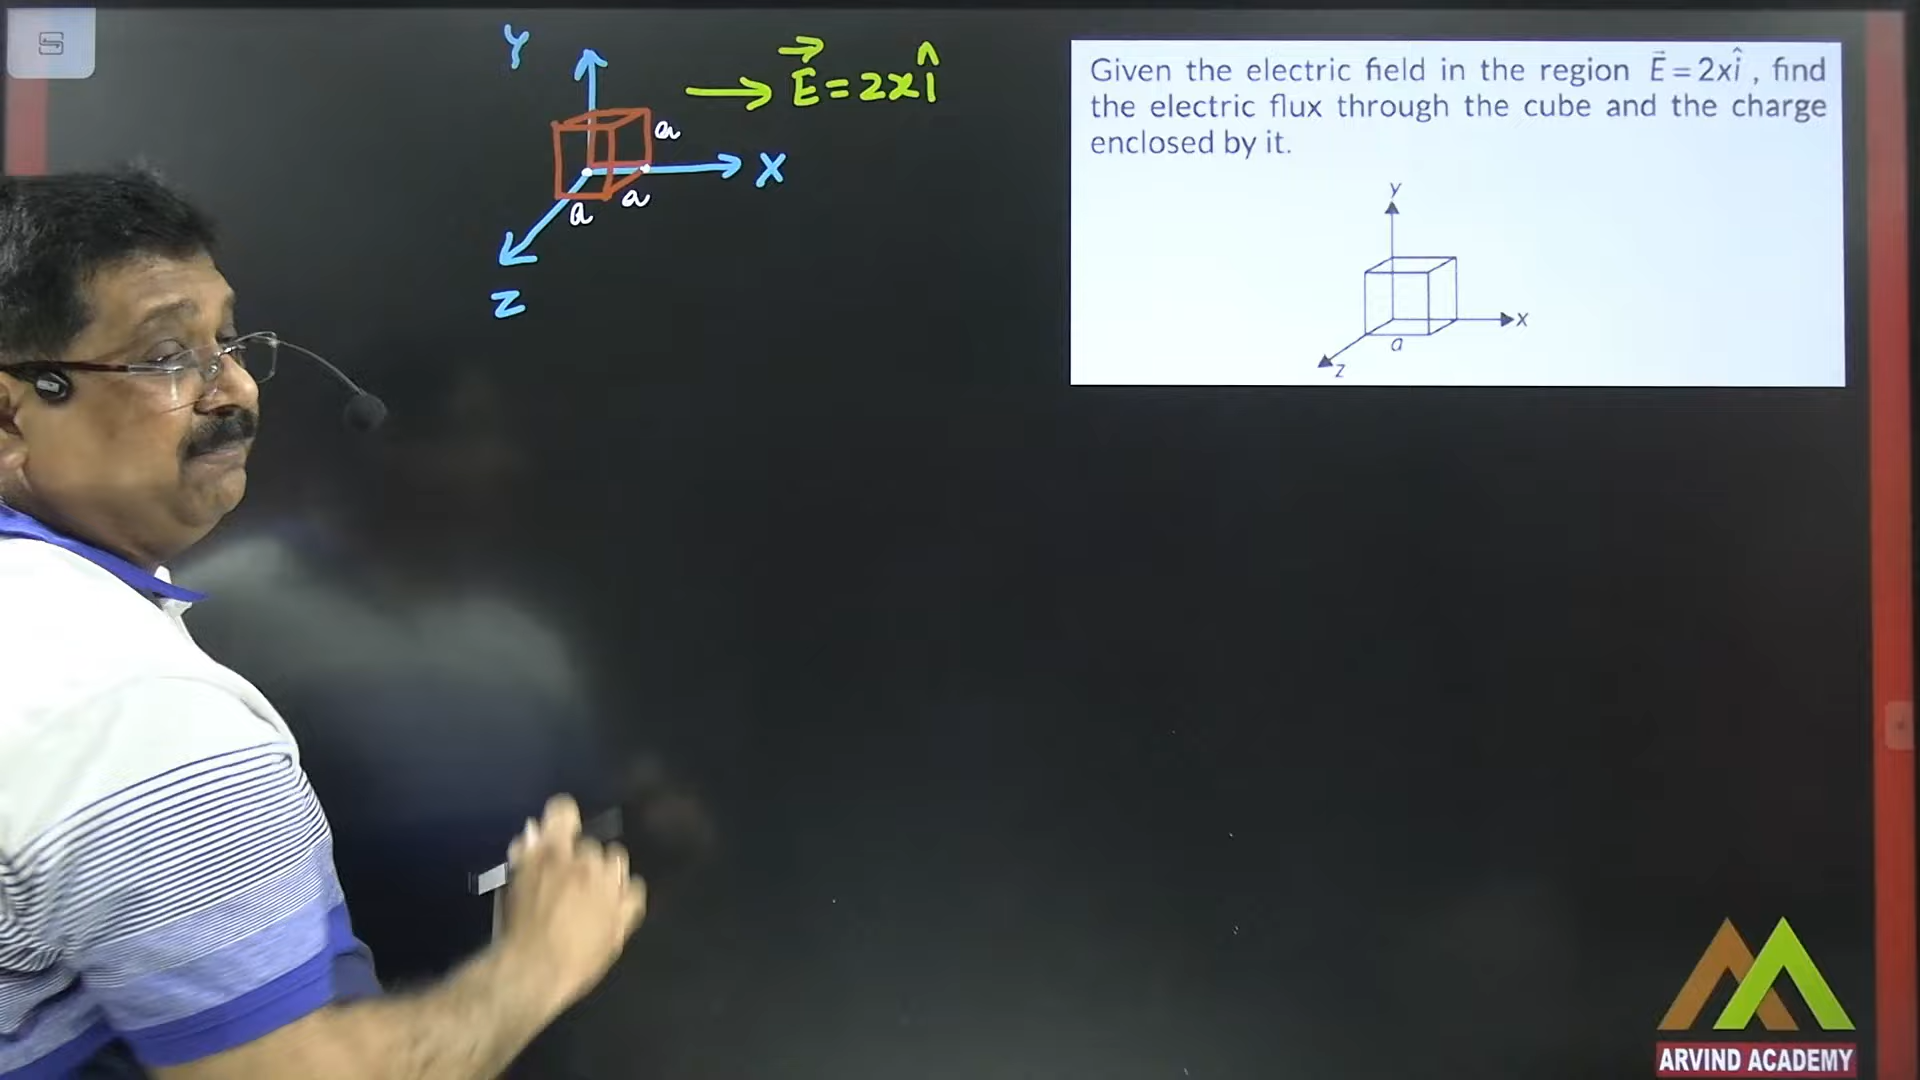 Y
→ E⃗ = 2x î
a
X
a
a
Z
Given the electric field in the region E⃗ = 2xî , find
the electric flux through the cube and the charge
enclosed by it.
Y
X
a
Z
ARVIND ACADEMY